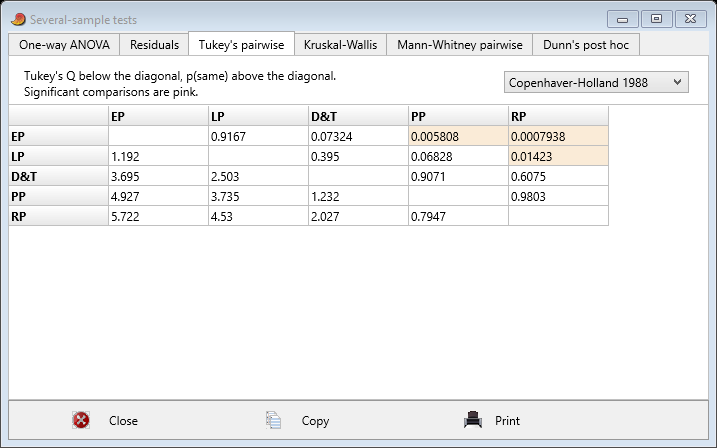 Several-sample tests
One-way ANOVA Residuals Tukey's pairwise Kruskal-Wallis Mann-Whitney pairwise Dunn's post hoc
Tukey's Q below the diagonal, p(same) above the diagonal.
Significant comparisons are pink.
Copenhaver-Holland 1988
EP LP D&T PP RP
EP 0.9167 0.07324 0.005808 0.0007938
LP 1.192 0.395 0.06828 0.01423
D&T 3.695 2.503 0.9071 0.6075
PP 4.927 3.735 1.232 0.9803
RP 5.722 4.53 2.027 0.7947
Close Copy Print